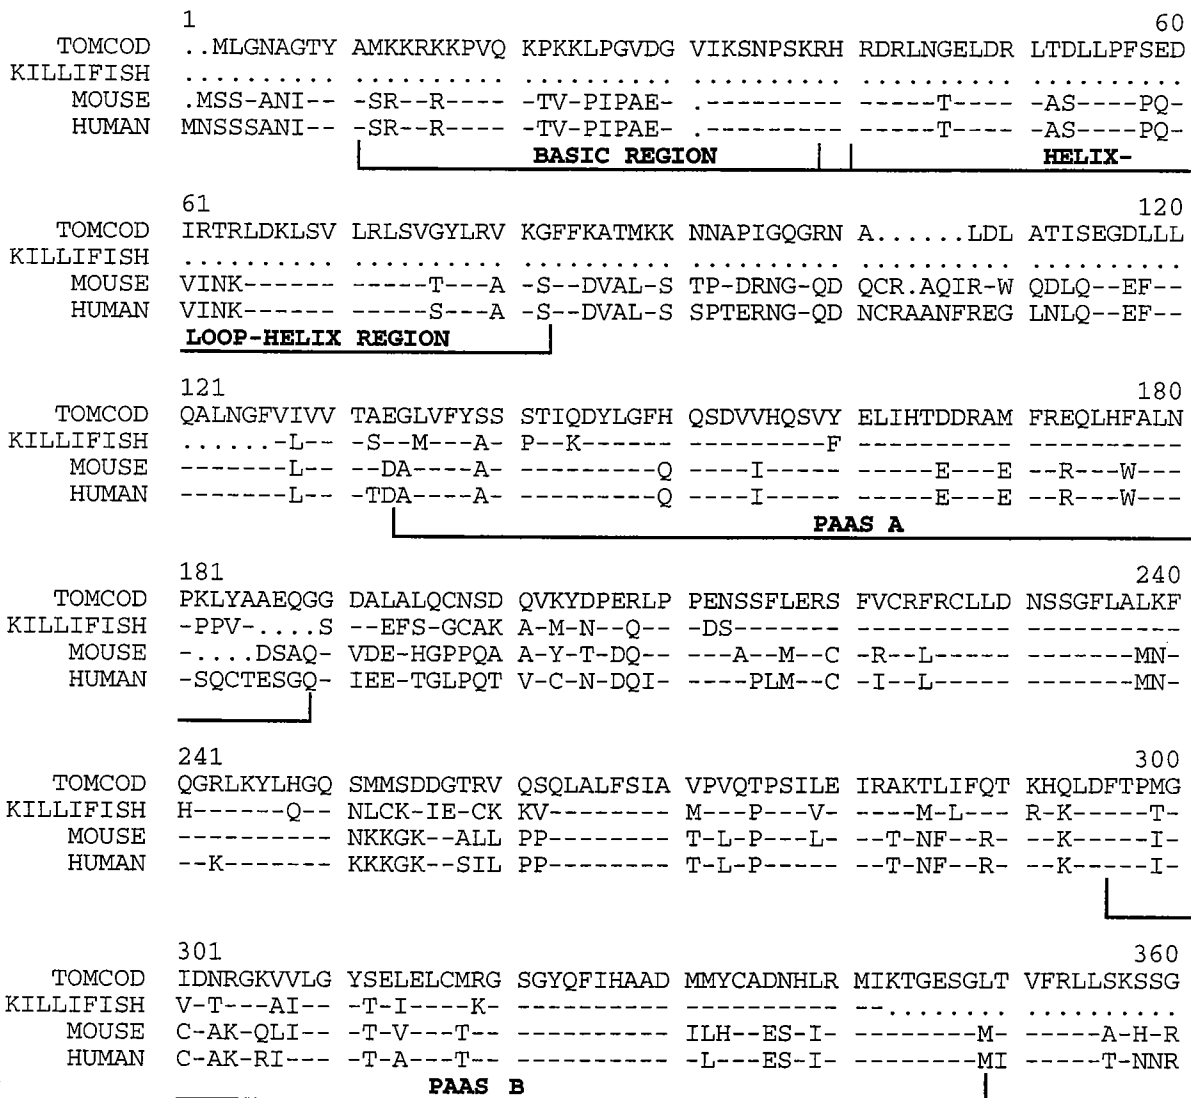 1 60
TOMCOD ..MLGNAGTY AMKKRKKPVQ KPKKLPGVDG VIKSNPSKRH RDRLNGELDR LTDLLPFSED
KILLIFISH .......... .......... .......... .......... .......... ..........
MOUSE .MSS-ANI-- -SR--R---- -TV-PIPAE- .--------- -----T---- -AS----PQ-
HUMAN MNSSSANI-- -SR--R---- -TV-PIPAE- .--------- -----T---- -AS----PQ-
BASIC REGION HELIX-
61 120
TOMCOD IRTRLDKLSV LRLSVGYLRV KGFFKATMKK NNAPIGQGRN A......LDL ATISEGDLLL
KILLIFISH .......... .......... .......... .......... .......... ..........
MOUSE VINK------ -----T---A -S--DVAL-S TP-DRNG-QD QCR.AQIR-W QDLQ--EF--
HUMAN VINK------ -----S---A -S--DVAL-S SPTERNG-QD NCRAANFREG LNLQ--EF--
LOOP-HELIX REGION
121 180
TOMCOD QALNGFVIVV TAEGLVFYSS STIQDYLGFH QSDVVHQSVY ELIHTDDRAM FREQLHFALN
KILLIFISH ......-L-- -S--M---A- P--K------ --------F ---------- ----------
MOUSE -------L-- --DA----A- ---------Q ---I------ -----E---E --R---W---
HUMAN -------L-- -TDA----A- ---------Q ---I------ -----E---E --R---W---
PAAS A
181 240
TOMCOD PKLYAAEQGG DALALQCNSD QVKYDPERLP PENSSFLERS FVCRFRCLLD NSSGFLALKF
KILLIFISH -PPV-....S --EFS-GCAK A-M-N--Q-- -DS------- ---------- ----------
MOUSE -....DSAQ- VDE-HGPPQA A-Y-T-DQ-- ---A--M--C -R--L----- -------MN-
HUMAN -SQCTESGQ- IEE-TGLPQT V-C-N-DQI- ----PLM--C -I--L----- -------MN-
241 300
TOMCOD QGRLKYLHGQ SMMSDDGTRV QSQLALFSIA VPVQTPSILE IRAKTLIFQT KHQLDFTPMG
KILLIFISH H------Q-- NLCK-IE-CK KV-------- M---P---V- ----M-L--- R-K-----T-
MOUSE ---------- NKKGK--ALL PP-------- T-L-P---L- --T-NF--R- --K-----I-
HUMAN --K------- KKKGK--SIL PP-------- T-L-P----- --T-NF--R- --K-----I-
301 360
TOMCOD IDNRGKVVLG YSELELCMRG SGYQFIHAAD MMYCADNHLR MIKTGESGLT VFRLLSKSSG
KILLIFISH V-T---AI-- -T-I----K- ---------- ---------- --........ ..........
MOUSE C-AK-QLI-- -T-V---T-- ---------- ILH--ES-I- --------M- -----A-H-R
HUMAN C-AK-RI--- -T-A---T-- ---------- -L---ES-I- --------MI -----T-NNR
PAAS B